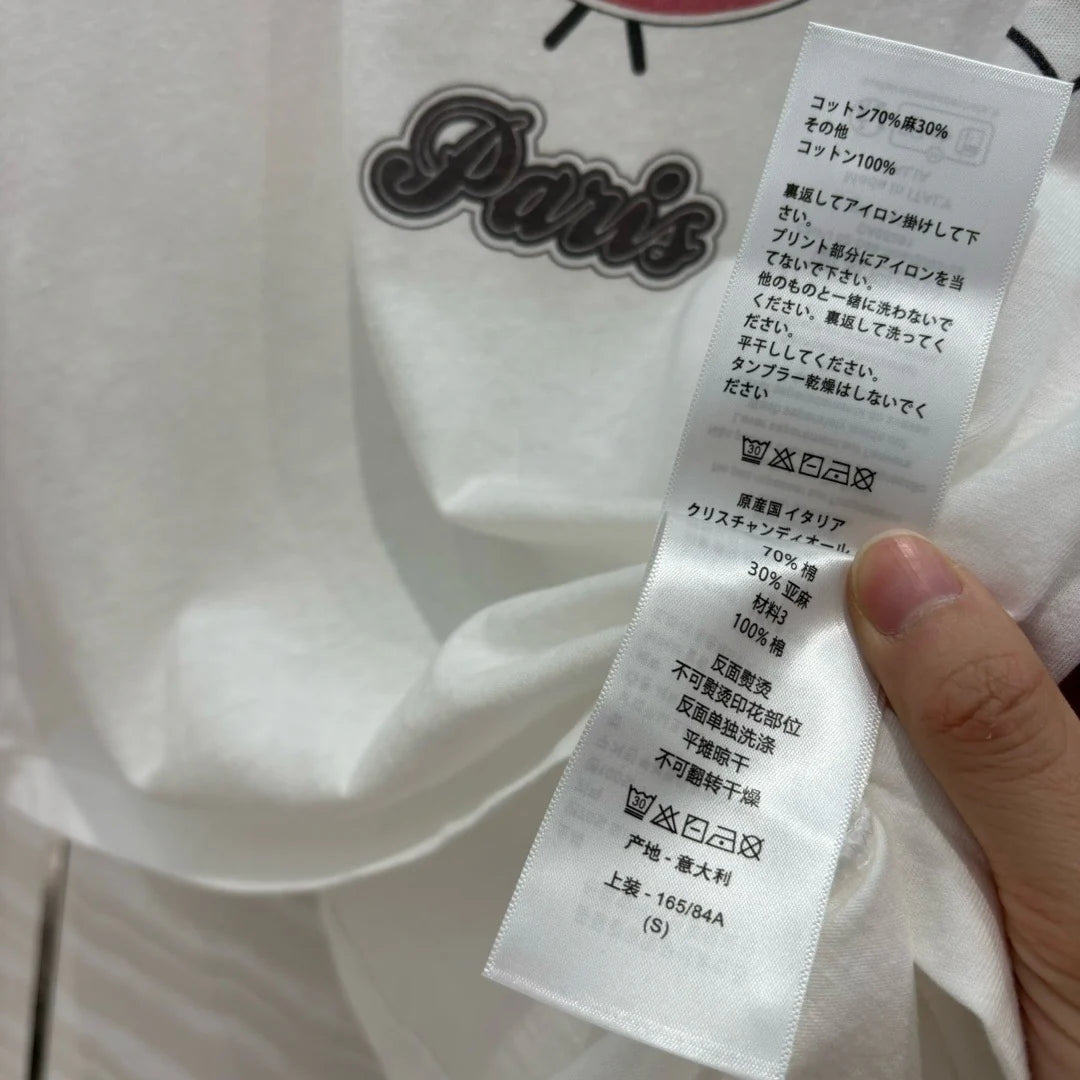 Paris
コットン70%麻30%
その他
コットン100%
裏返してアイロン掛けして下
さい。
プリント部分にアイロンを当
てないで下さい。
他のものと一緒に洗わないで
ください。裏返して洗ってく
ださい。
平干ししてください。
タンブラー乾燥はしないでく
ださい
30
原産国 イタリア
クリスチャンディオール
70% 棉
30% 亚麻
材料3
100% 棉
反面熨烫
不可熨烫印花部位
反面单独洗涤
平摊晾干
不可翻转干燥
30
产地 - 意大利
上装 - 165/84A
(S)